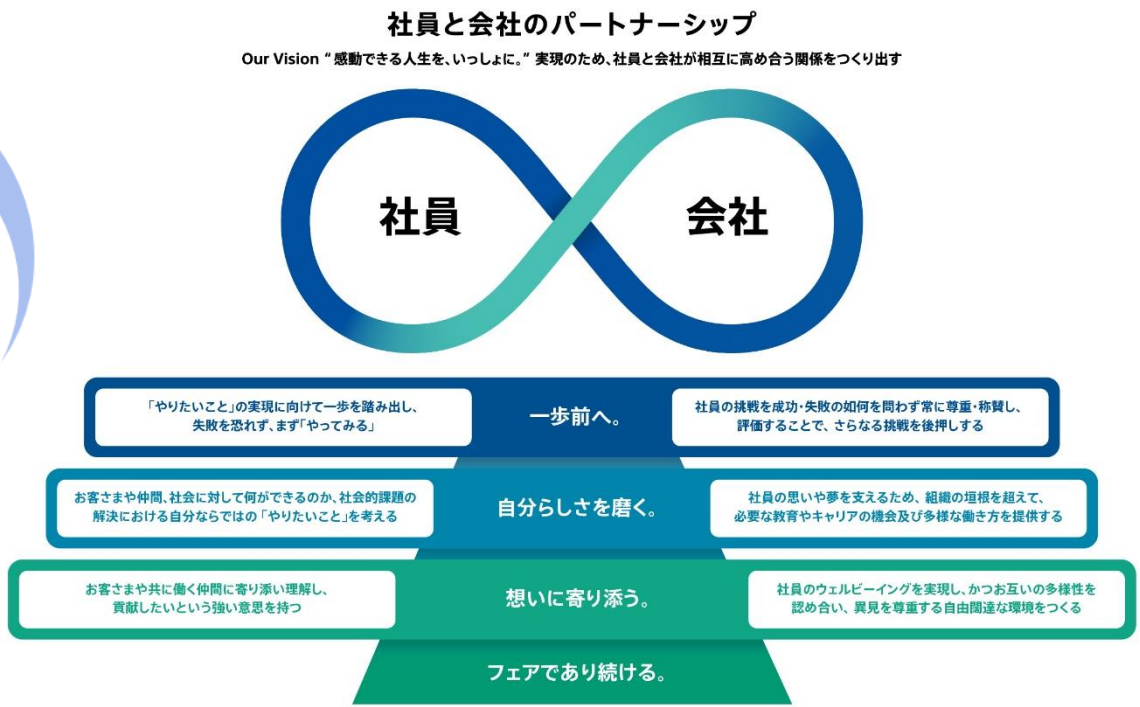 社員と会社のパートナーシップ
Our Vision “感動できる人生を、いっしょに。” 実現のため、社員と会社が相互に高め合う関係をつくり出す
社員
会社
「やりたいこと」の実現に向けて一歩を踏み出し、
失敗を恐れず、まず「やってみる」
一歩前へ。
社員の挑戦を成功・失敗の如何を問わず常に尊重・称賛し、
評価することで、さらなる挑戦を後押しする
お客さまや仲間、社会に対して何ができるのか、社会的課題の
解決における自分ならではの「やりたいこと」を考える
自分らしさを磨く。
社員の思いや夢を支えるため、組織の垣根を超えて、
必要な教育やキャリアの機会及び多様な働き方を提供する
お客さまや共に働く仲間に寄り添い理解し、
貢献したいという強い意思を持つ
想いに寄り添う。
社員のウェルビーイングを実現し、かつお互いの多様性を
認め合い、異見を尊重する自由闊達な環境をつくる
フェアであり続ける。